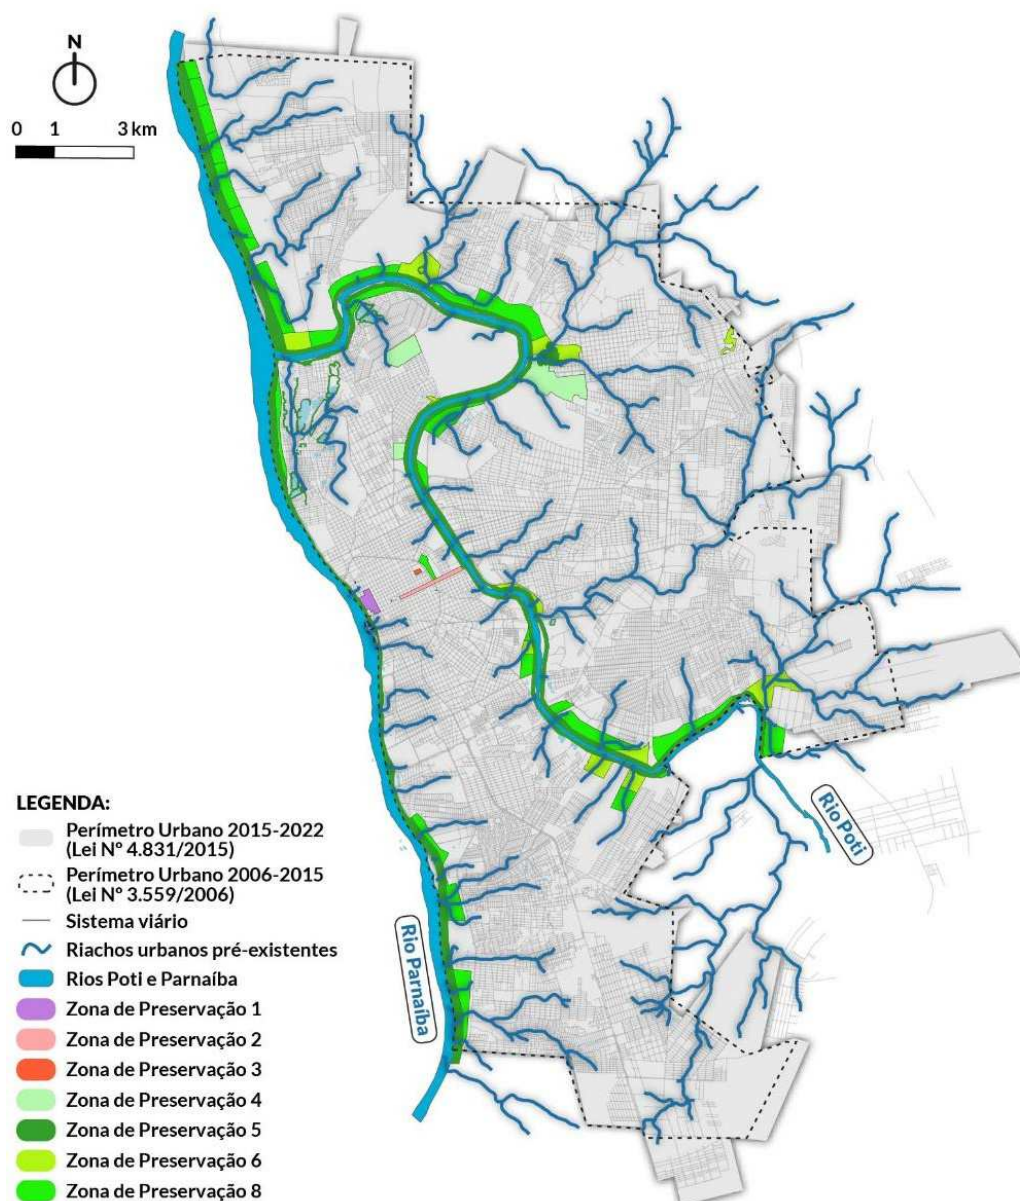 N
0 1 3 km
LEGENDA:
Perímetro Urbano 2015-2022
(Lei Nº 4.831/2015)
Perímetro Urbano 2006-2015
(Lei Nº 3.559/2006)
Sistema viário
Riachos urbanos pré-existentes
Rios Poti e Parnaíba
Zona de Preservação 1
Zona de Preservação 2
Zona de Preservação 3
Zona de Preservação 4
Zona de Preservação 5
Zona de Preservação 6
Zona de Preservação 8
Rio Parnaíba
Rio Poti